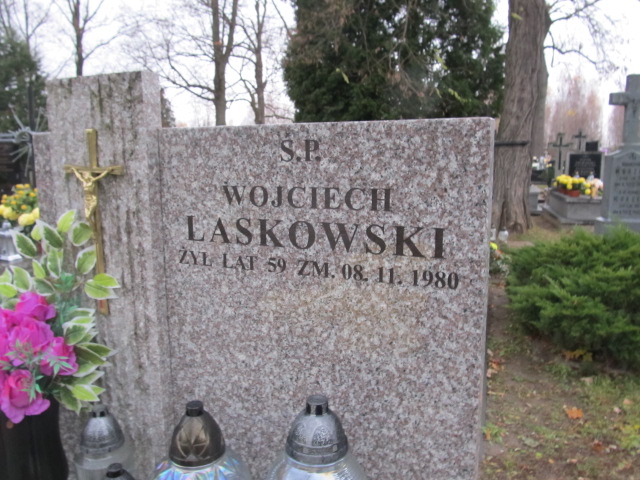 Ś.P.
WOJCIECH
LASKOWSKI
ŻYŁ LAT 59 ZM. 08. 11. 1980